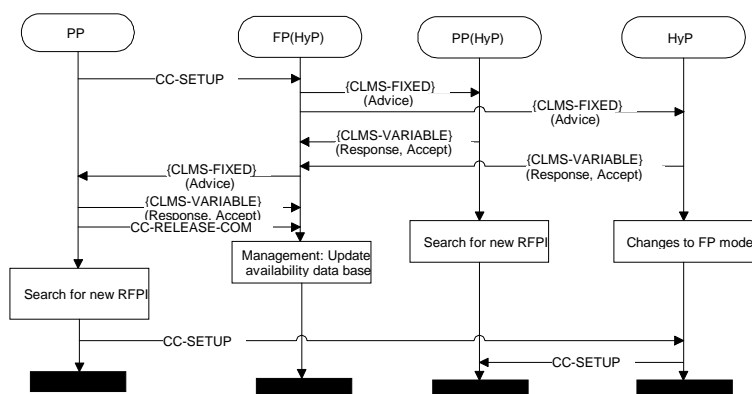 PP
FP(HyP)
PP(HyP)
HyP
CC-SETUP
{CLMS-FIXED}
(Advice)
{CLMS-FIXED}
(Advice)
{CLMS-VARIABLE}
(Response, Accept)
{CLMS-VARIABLE}
(Response, Accept)
{CLMS-FIXED}
(Advice)
{CLMS-VARIABLE}
(Response, Accept)
CC-RELEASE-COM
Management: Update
availability data base
Search for new RFPI
Changes to FP mode
Search for new RFPI
CC-SETUP
CC-SETUP